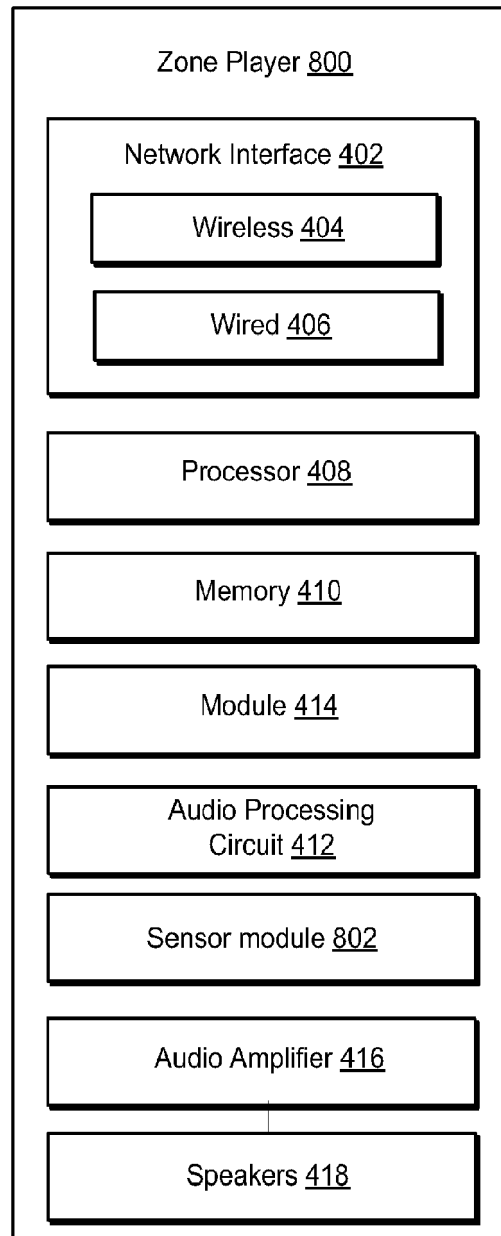 Zone Player 800
Network Interface 402
Wireless 404
Wired 406
Processor 408
Memory 410
Module 414
Audio Processing
Circuit 412
Sensor module 802
Audio Amplifier 416
Speakers 418